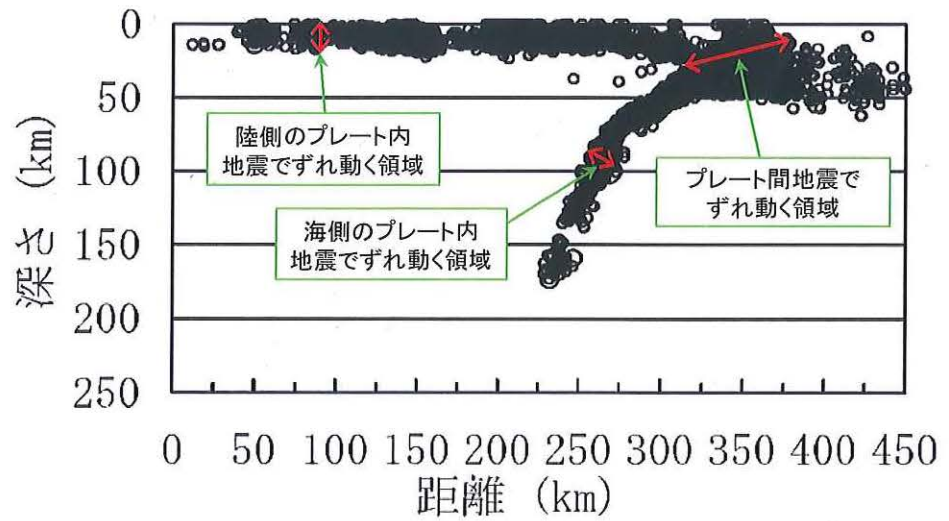 0
50
100
150
200
250
深さ (km)
陸側のプレート内
地震でずれ動く領域
海側のプレート内
地震でずれ動く領域
プレート間地震で
ずれ動く領域
0 50 100 150 200 250 300 350 400 450
距離 (km)